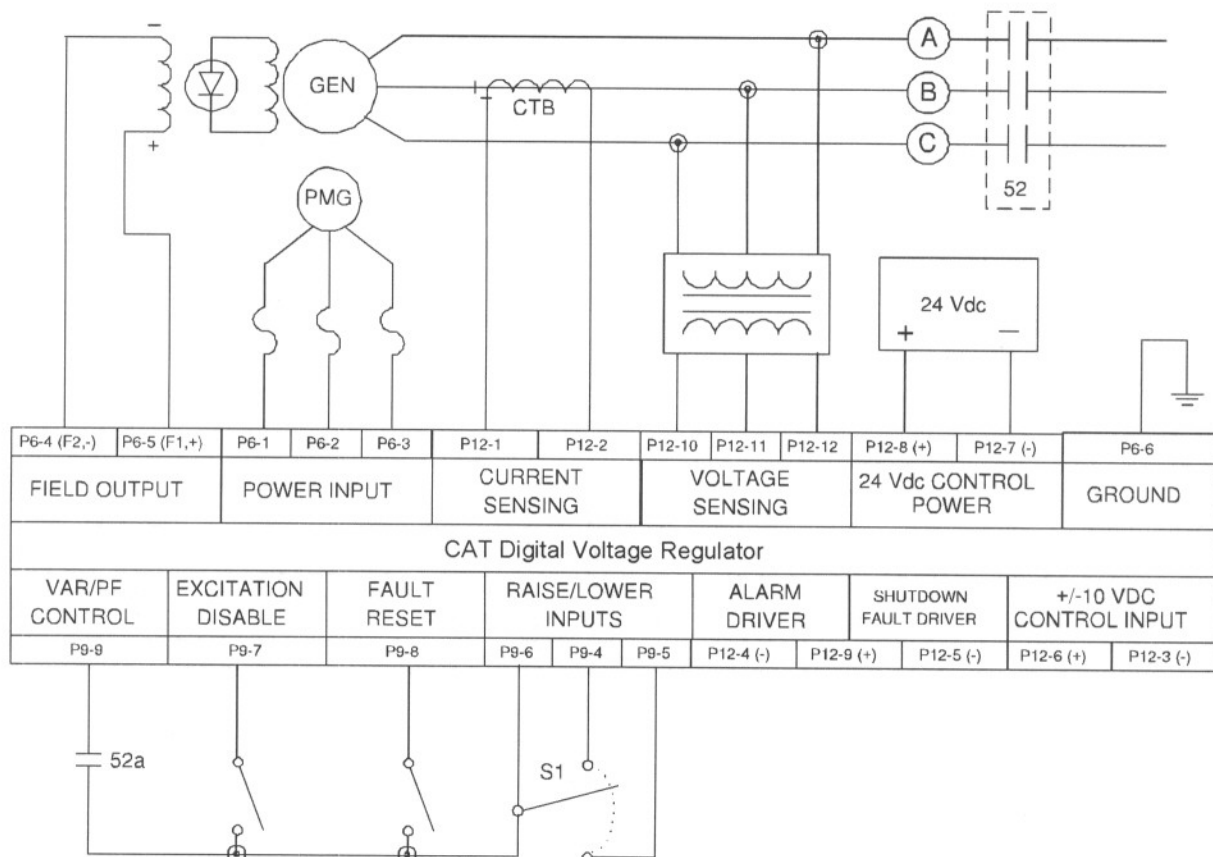 −
A
GEN
B
CTB
C
+
52
PMG
24 Vdc
+ −
P6-4 (F2,-) P6-5 (F1,+) P6-1 P6-2 P6-3 P12-1 P12-2 P12-10 P12-11 P12-12 P12-8 (+) P12-7 (-) P6-6
FIELD OUTPUT POWER INPUT CURRENT SENSING VOLTAGE SENSING 24 Vdc CONTROL POWER GROUND
CAT Digital Voltage Regulator
VAR/PF CONTROL EXCITATION DISABLE FAULT RESET RAISE/LOWER INPUTS ALARM DRIVER SHUTDOWN FAULT DRIVER +/-10 VDC CONTROL INPUT
P9-9 P9-7 P9-8 P9-6 P9-4 P9-5 P12-4 (-) P12-9 (+) P12-5 (-) P12-6 (+) P12-3 (-)
52a
S1